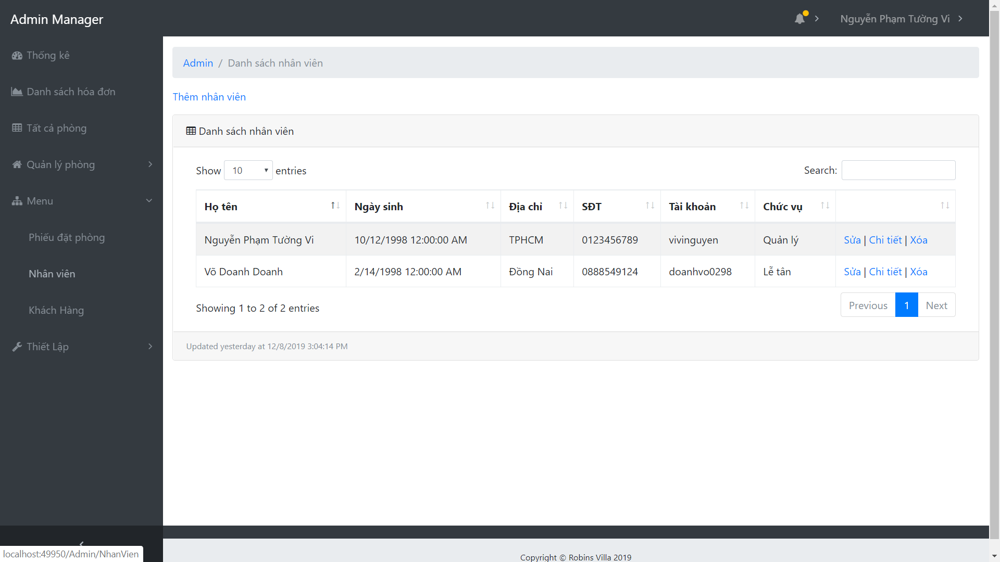 Admin Manager
Nguyễn Phạm Tường Vi
Thống kê
Danh sách hóa đơn
Tất cả phòng
Quản lý phòng
Menu
Phiếu đặt phòng
Nhân viên
Khách Hàng
Thiết Lập
Admin / Danh sách nhân viên
Thêm nhân viên
Danh sách nhân viên
Show 10 entries
Search:
Họ tên Ngày sinh Địa chỉ SĐT Tài khoản Chức vụ
Nguyễn Phạm Tường Vi 10/12/1998 12:00:00 AM TPHCM 0123456789 vivinguyen Quản lý Sửa | Chi tiết | Xóa
Võ Doanh Doanh 2/14/1998 12:00:00 AM Đồng Nai 0888549124 doanhvo0298 Lễ tân Sửa | Chi tiết | Xóa
Showing 1 to 2 of 2 entries
Previous 1 Next
Updated yesterday at 12/8/2019 3:04:14 PM
localhost:49950/Admin/NhanVien
Copyright © Robins Villa 2019